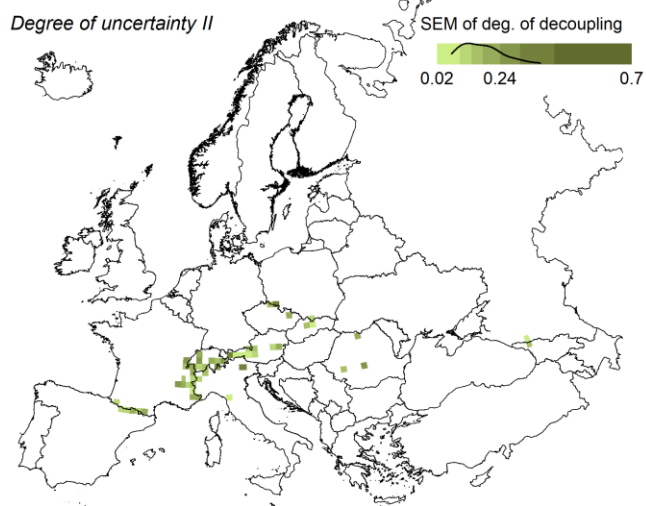 Degree of uncertainty II
SEM of deg. of decoupling
0.02 0.24 0.7